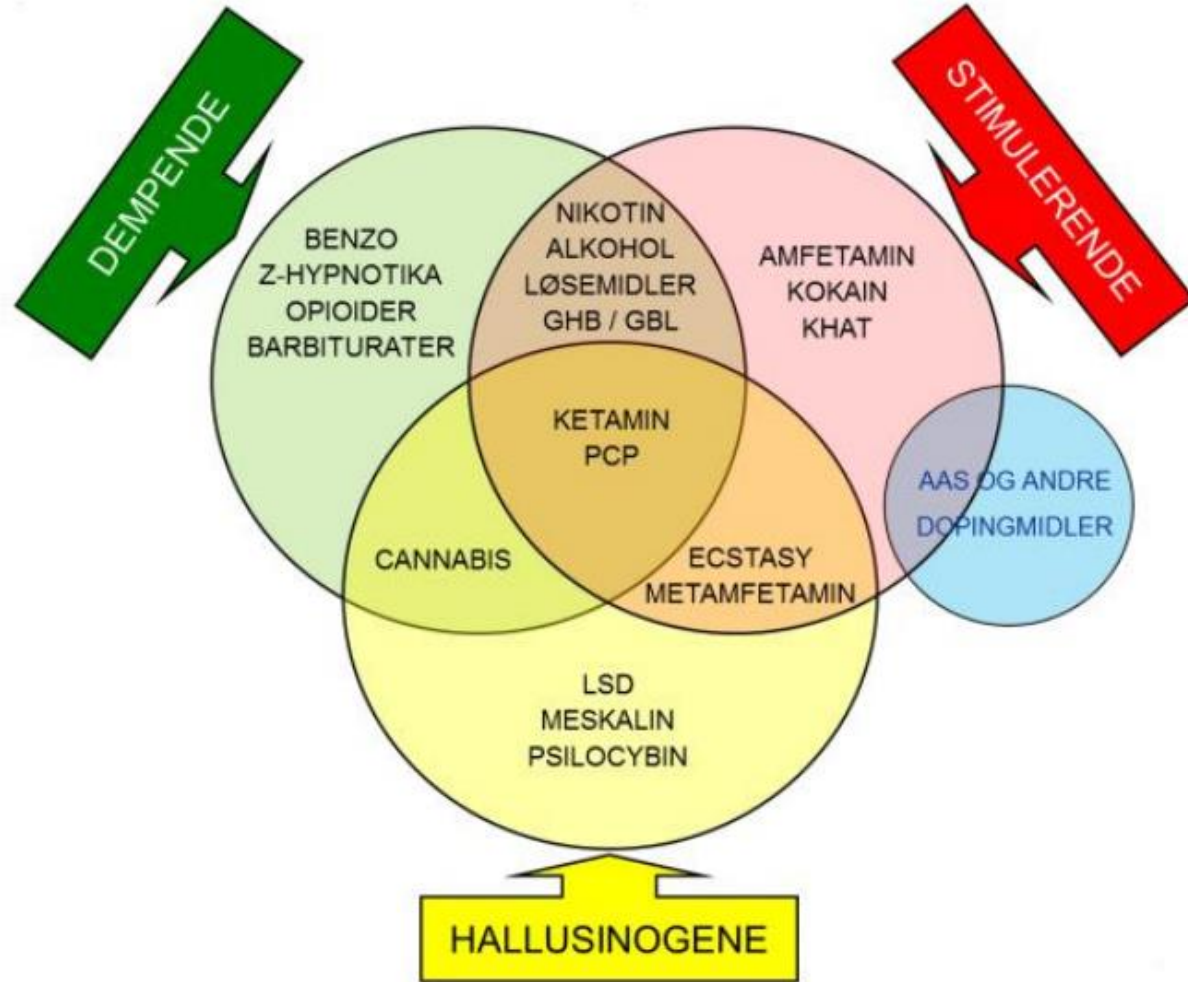 DEMPENDE
STIMULERENDE
BENZO
Z-HYPNOTIKA
OPIOIDER
BARBITURATER
NIKOTIN
ALKOHOL
LØSEMIDLER
GHB / GBL
AMFETAMIN
KOKAIN
KHAT
KETAMIN
PCP
AAS OG ANDRE
DOPINGMIDLER
CANNABIS
ECSTASY
METAMFETAMIN
LSD
MESKALIN
PSILOCYBIN
HALLUSINOGENE